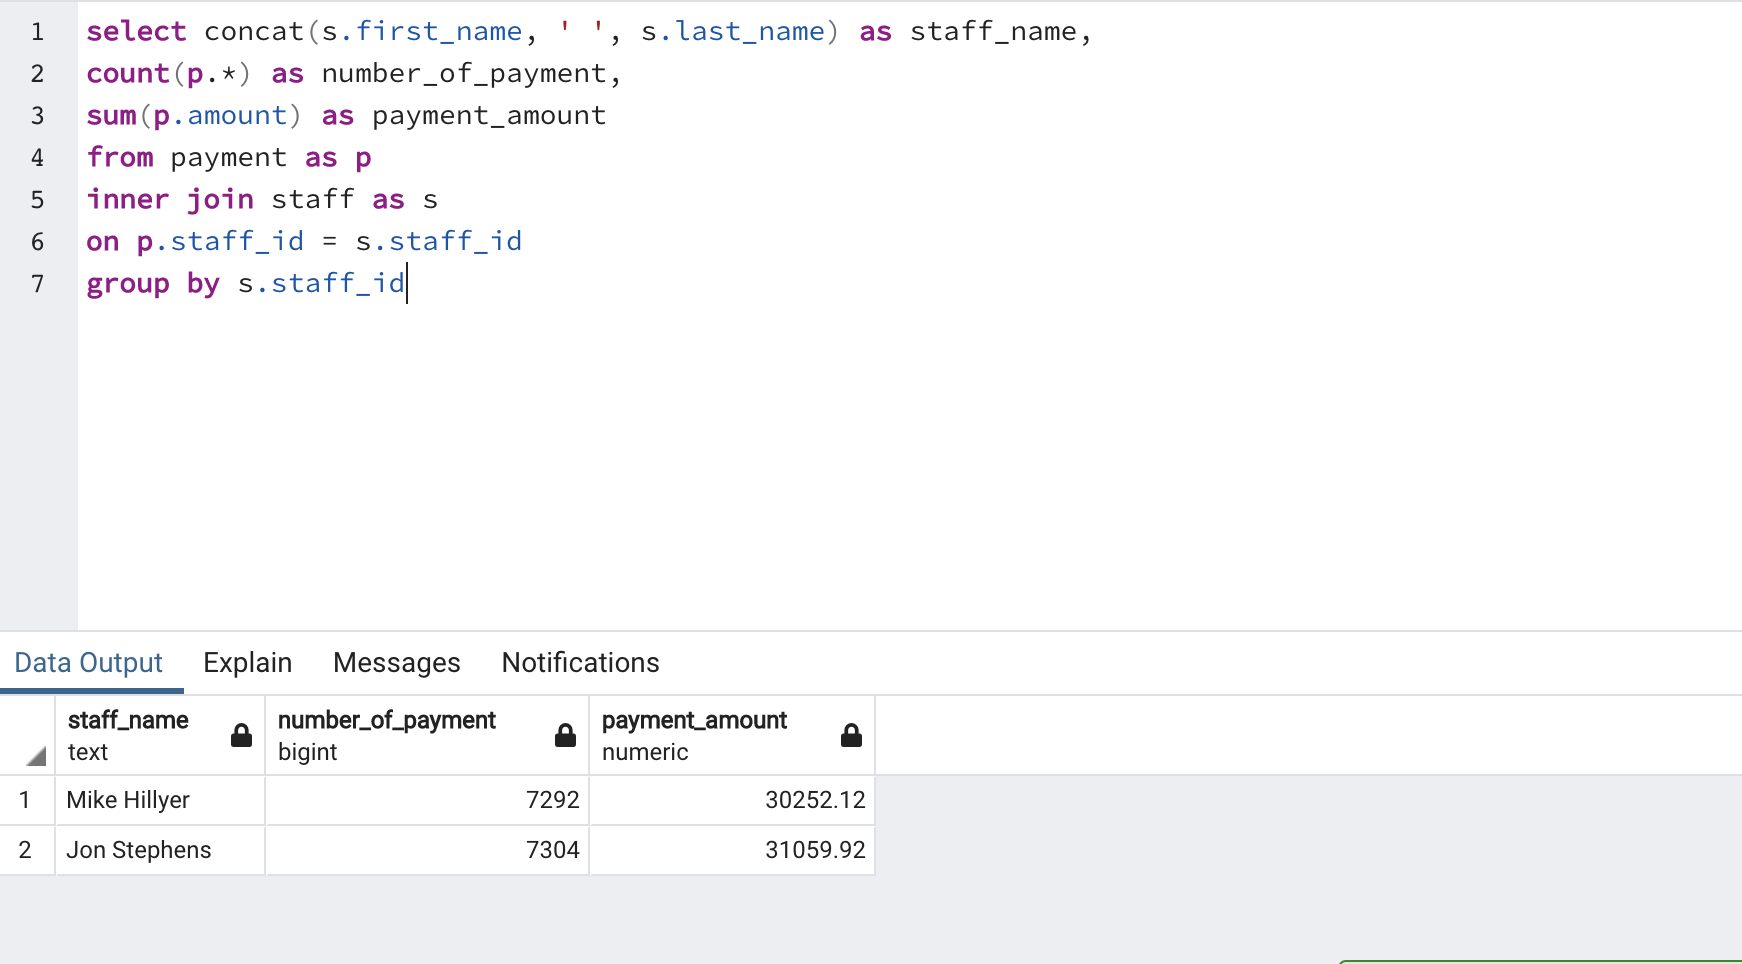 1 select concat(s.first_name, ' ', s.last_name) as staff_name,
2 count(p.*) as number_of_payment,
3 sum(p.amount) as payment_amount
4 from payment as p
5 inner join staff as s
6 on p.staff_id = s.staff_id
7 group by s.staff_id
Data Output Explain Messages Notifications
staff_name number_of_payment payment_amount
text bigint numeric
1 Mike Hillyer 7292 30252.12
2 Jon Stephens 7304 31059.92